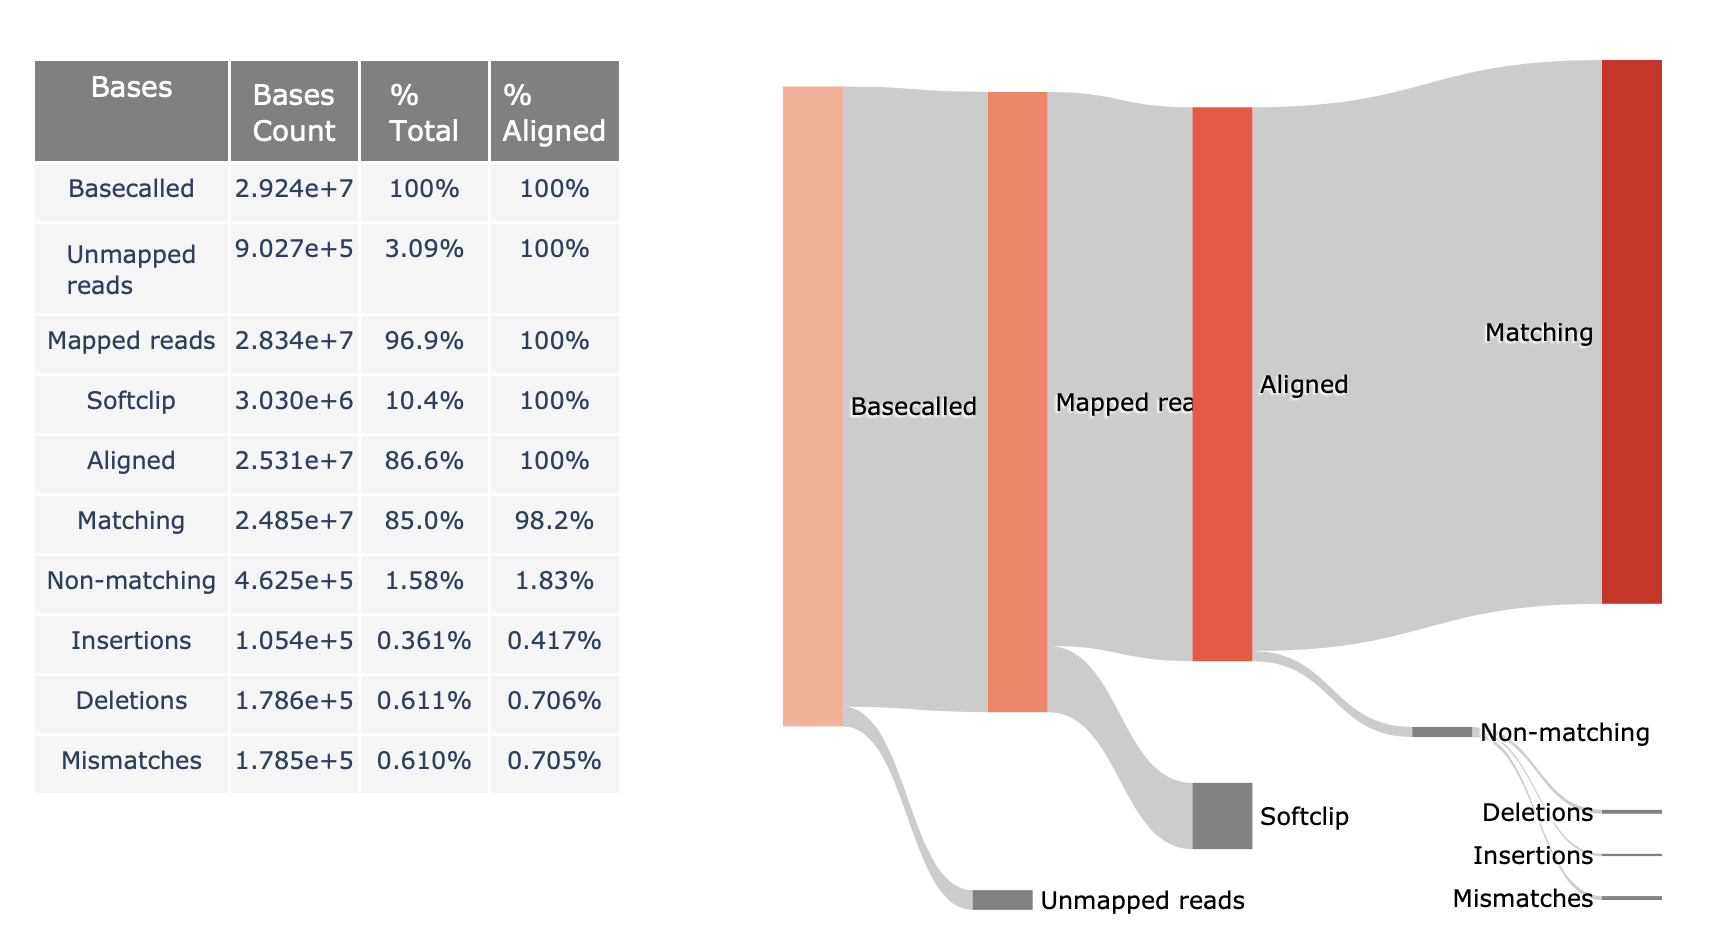 Bases
Bases Count
% Total
% Aligned
Basecalled 2.924e+7 100% 100%
Unmapped reads 9.027e+5 3.09% 100%
Mapped reads 2.834e+7 96.9% 100%
Softclip 3.030e+6 10.4% 100%
Aligned 2.531e+7 86.6% 100%
Matching 2.485e+7 85.0% 98.2%
Non-matching 4.625e+5 1.58% 1.83%
Insertions 1.054e+5 0.361% 0.417%
Deletions 1.786e+5 0.611% 0.706%
Mismatches 1.785e+5 0.610% 0.705%
Basecalled
Mapped rea
Aligned
Matching
Non-matching
Deletions
Softclip
Insertions
Unmapped reads
Mismatches